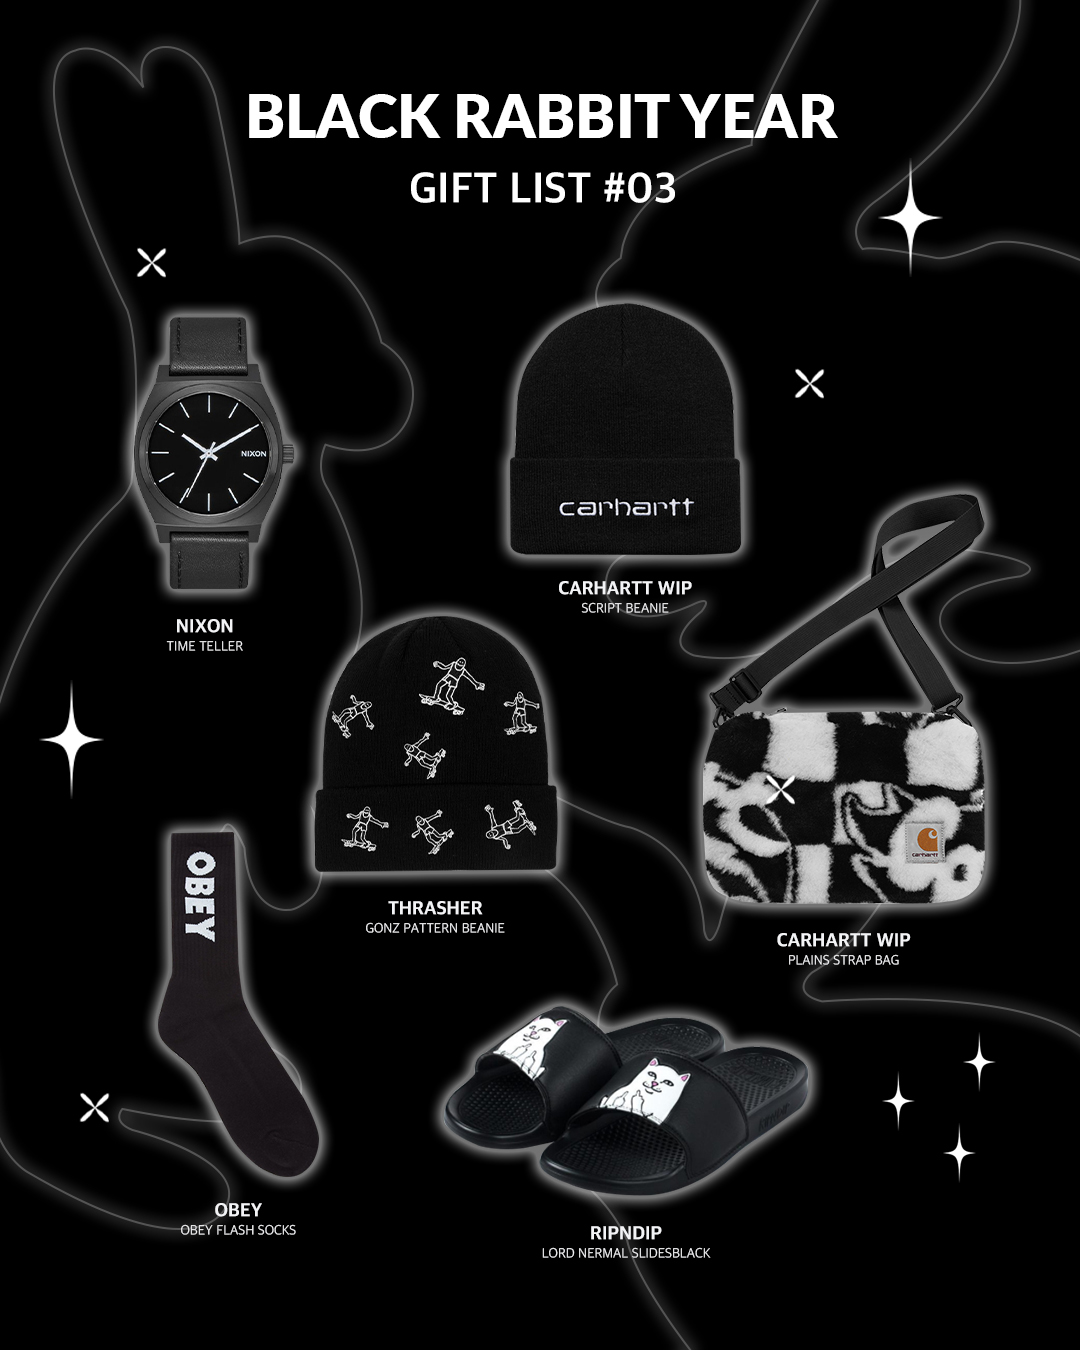 BLACK RABBIT YEAR
GIFT LIST #03
NIXON
NIXON
TIME TELLER
carhartt
CARHARTT WIP
SCRIPT BEANIE
THRASHER
GONZ PATTERN BEANIE
carhartt
CARHARTT WIP
PLAINS STRAP BAG
OBEY
OBEY
OBEY FLASH SOCKS
RIPNDIP
LORD NERMAL SLIDESBLACK